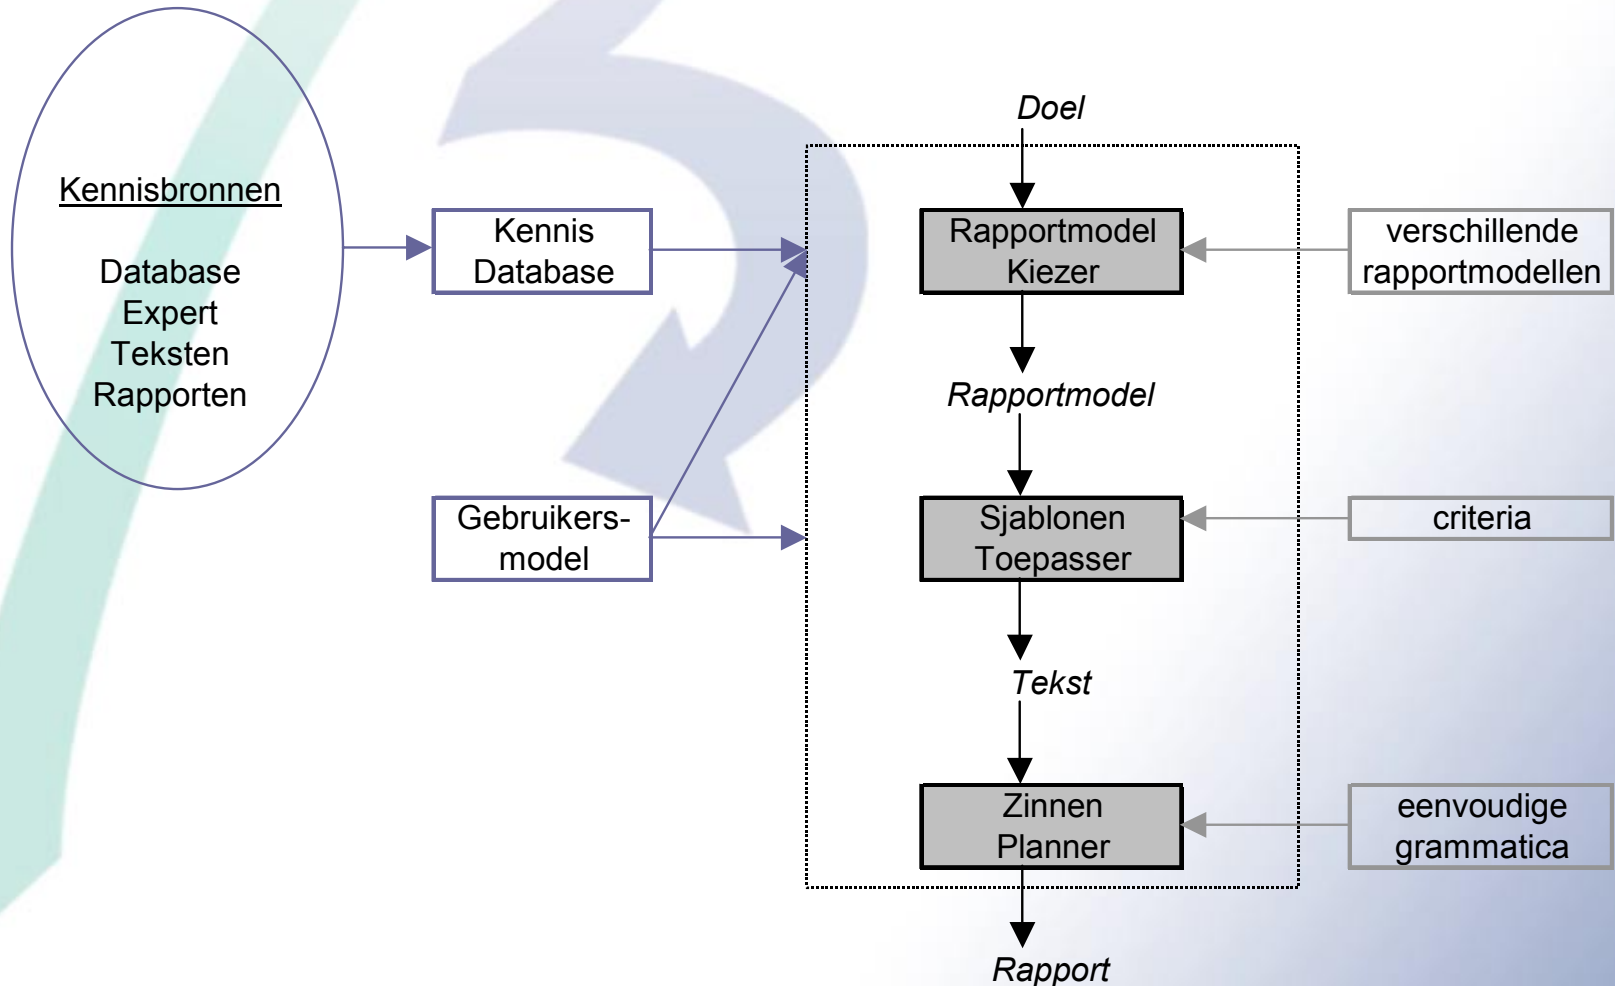 Doel
Kennisbronnen
Database
Expert
Teksten
Rapporten
Kennis
Database
Rapportmodel
Kiezer
verschillende
rapportmodellen
Rapportmodel
Gebruikers-
model
Sjablonen
Toepasser
criteria
Tekst
Zinnen
Planner
eenvoudige
grammatica
Rapport